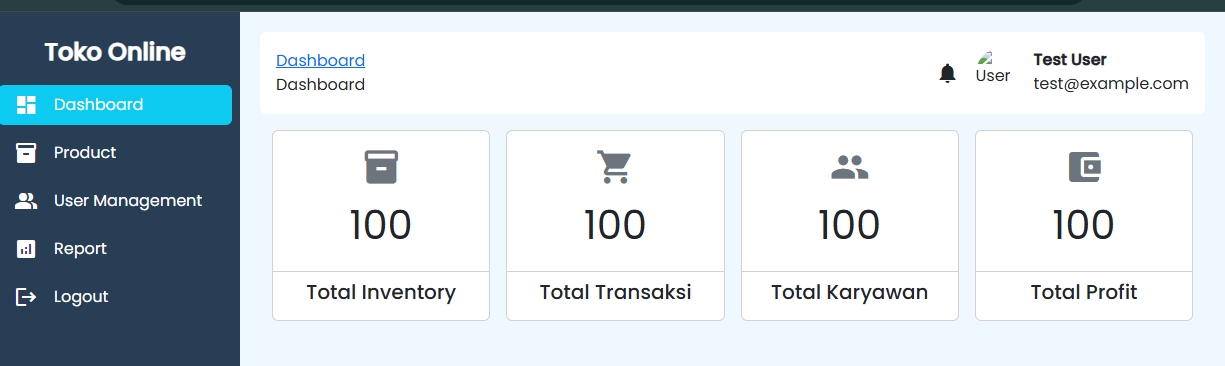 Toko Online
Dashboard
Product
User Management
Report
Logout
Dashboard
Dashboard
User
Test User
test@example.com
100
Total Inventory
100
Total Transaksi
100
Total Karyawan
100
Total Profit